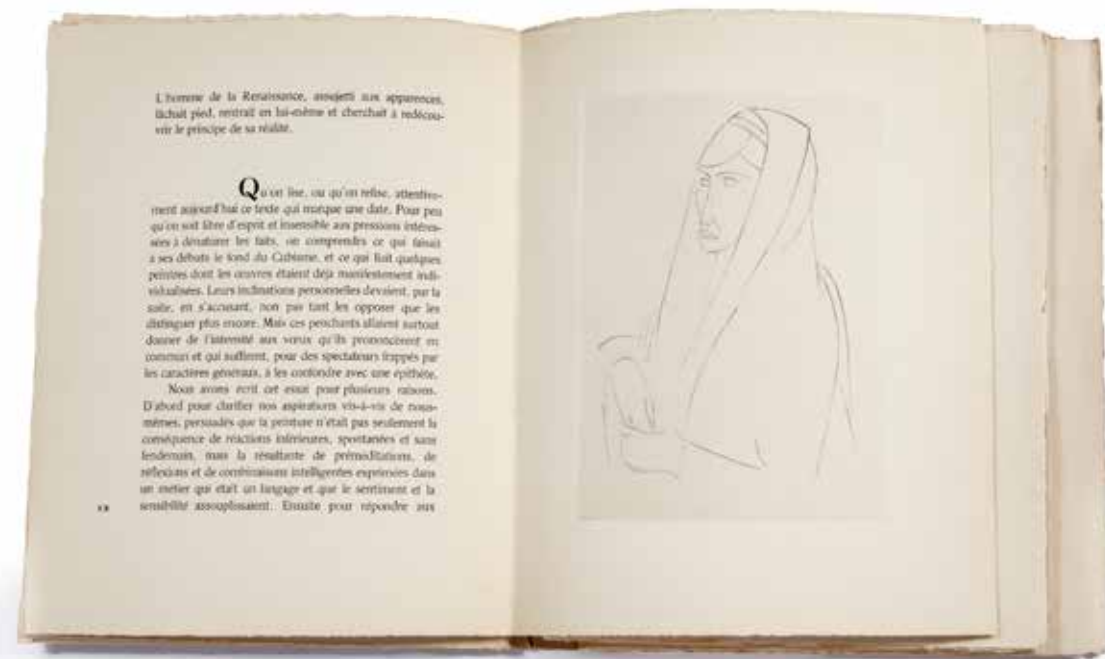 L'homme de la Renaissance, assujetti aux apparences,
lâchait pied, rentrait en lui-même et cherchait à redécou-
vrir le principe de sa réalité.
Qu'on lise, ou qu'on relise, attentive-
ment aujourd'hui ce texte qui marque une date. Pour peu
qu'on soit libre d'esprit et insensible aux pressions intéres-
sées à dénaturer les faits, on comprendra ce qui faisait
à ses débuts le fond du Cubisme, et ce qui liait quelques
peintres dont les œuvres étaient déjà manifestement indi-
vidualisées. Leurs inclinations personnelles devaient, par la
suite, en s'accusant, non pas tant les opposer que les
distinguer plus encore. Mais ces penchants allaient surtout
donner de l'intensité aux vœux qu'ils prononcèrent en
commun et qui suffirent, pour des spectateurs frappés par
les caractères généraux, à les confondre avec une épithète.
Nous avons écrit cet essai pour plusieurs raisons.
D'abord pour clarifier nos aspirations vis-à-vis de nous-
mêmes, persuadés que la peinture n'était pas seulement la
conséquence de réactions inférieures, spontanées et sans
lendemain, mais la résultante de préméditations, de
réflexions et de combinaisons intelligentes exprimées dans
un métier qui était un langage et que le sentiment et la
sensibilité assouplissaient. Ensuite pour répondre aux